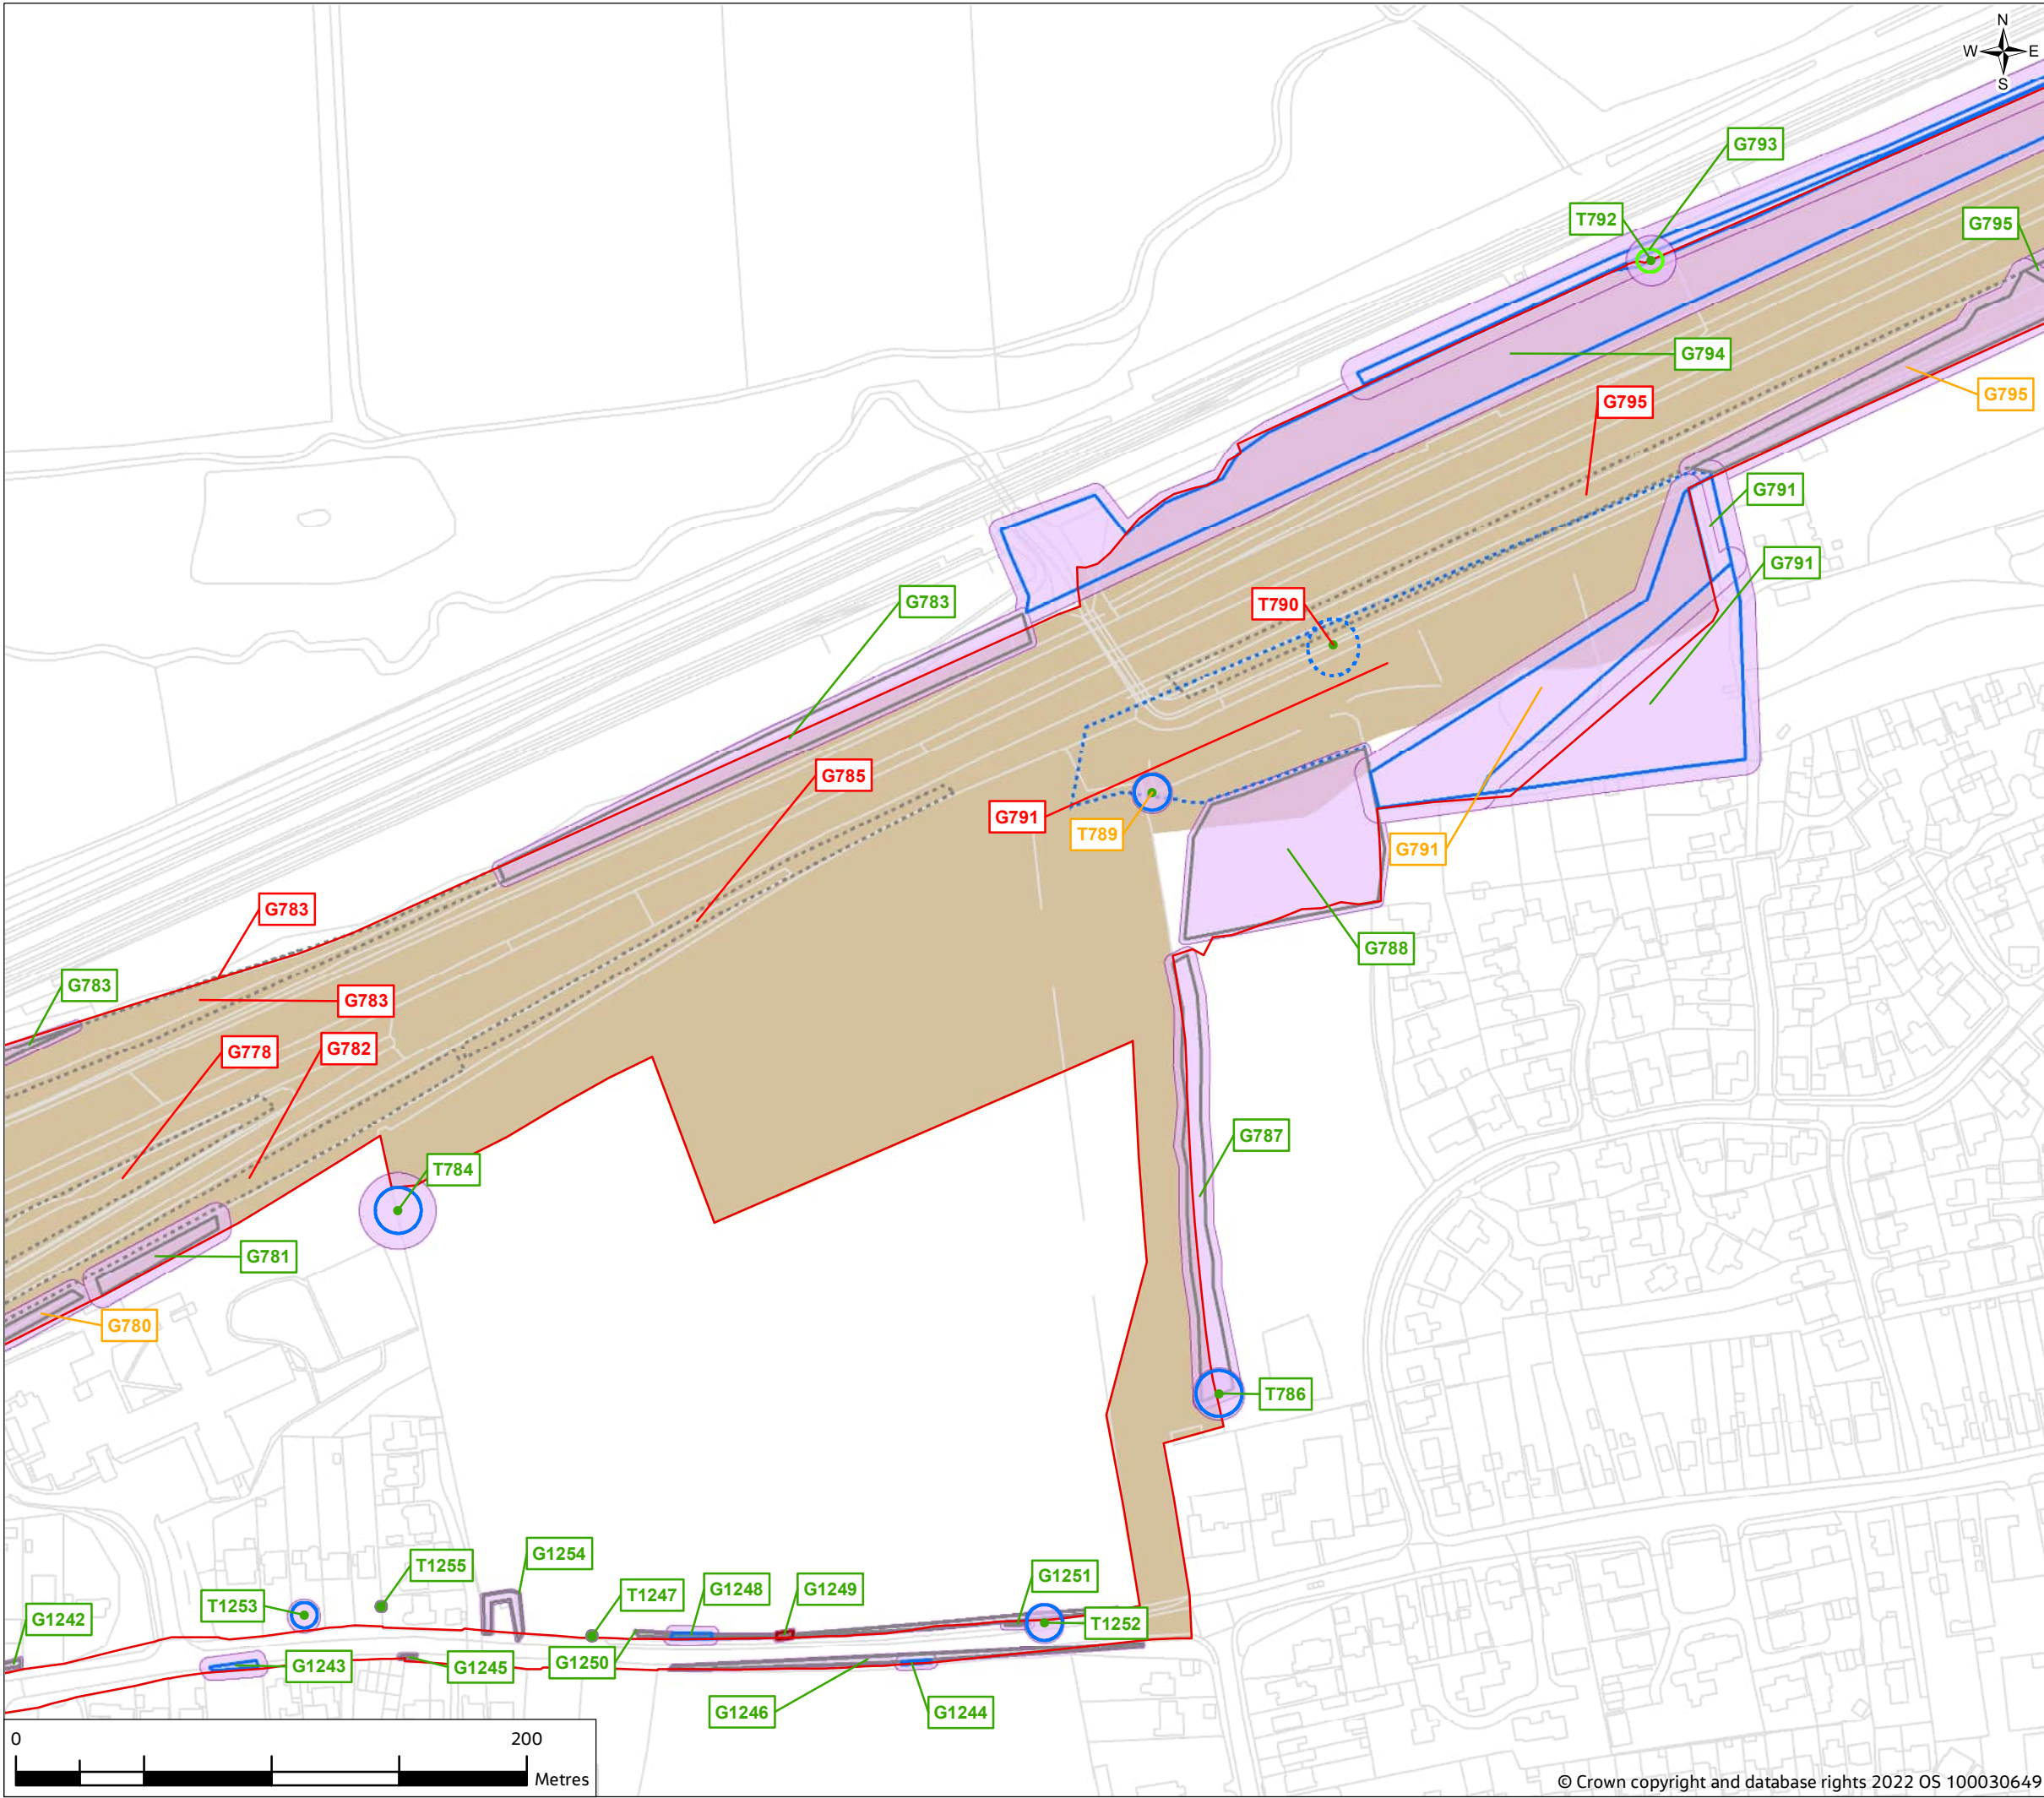 N
W E
S
G793
T792
G795
G794
G795
G795
G791
G791
G783
T790
G785
G791
T789
G791
G783
G788
G783
G783
G778
G782
G787
T784
G781
G780
T786
G1254
T1255
G1251
T1253
T1247
G1248
G1249
G1242
T1252
G1243
G1245
G1250
G1246
G1244
0 200
Metres
© Crown copyright and database rights 2022 OS 100030649